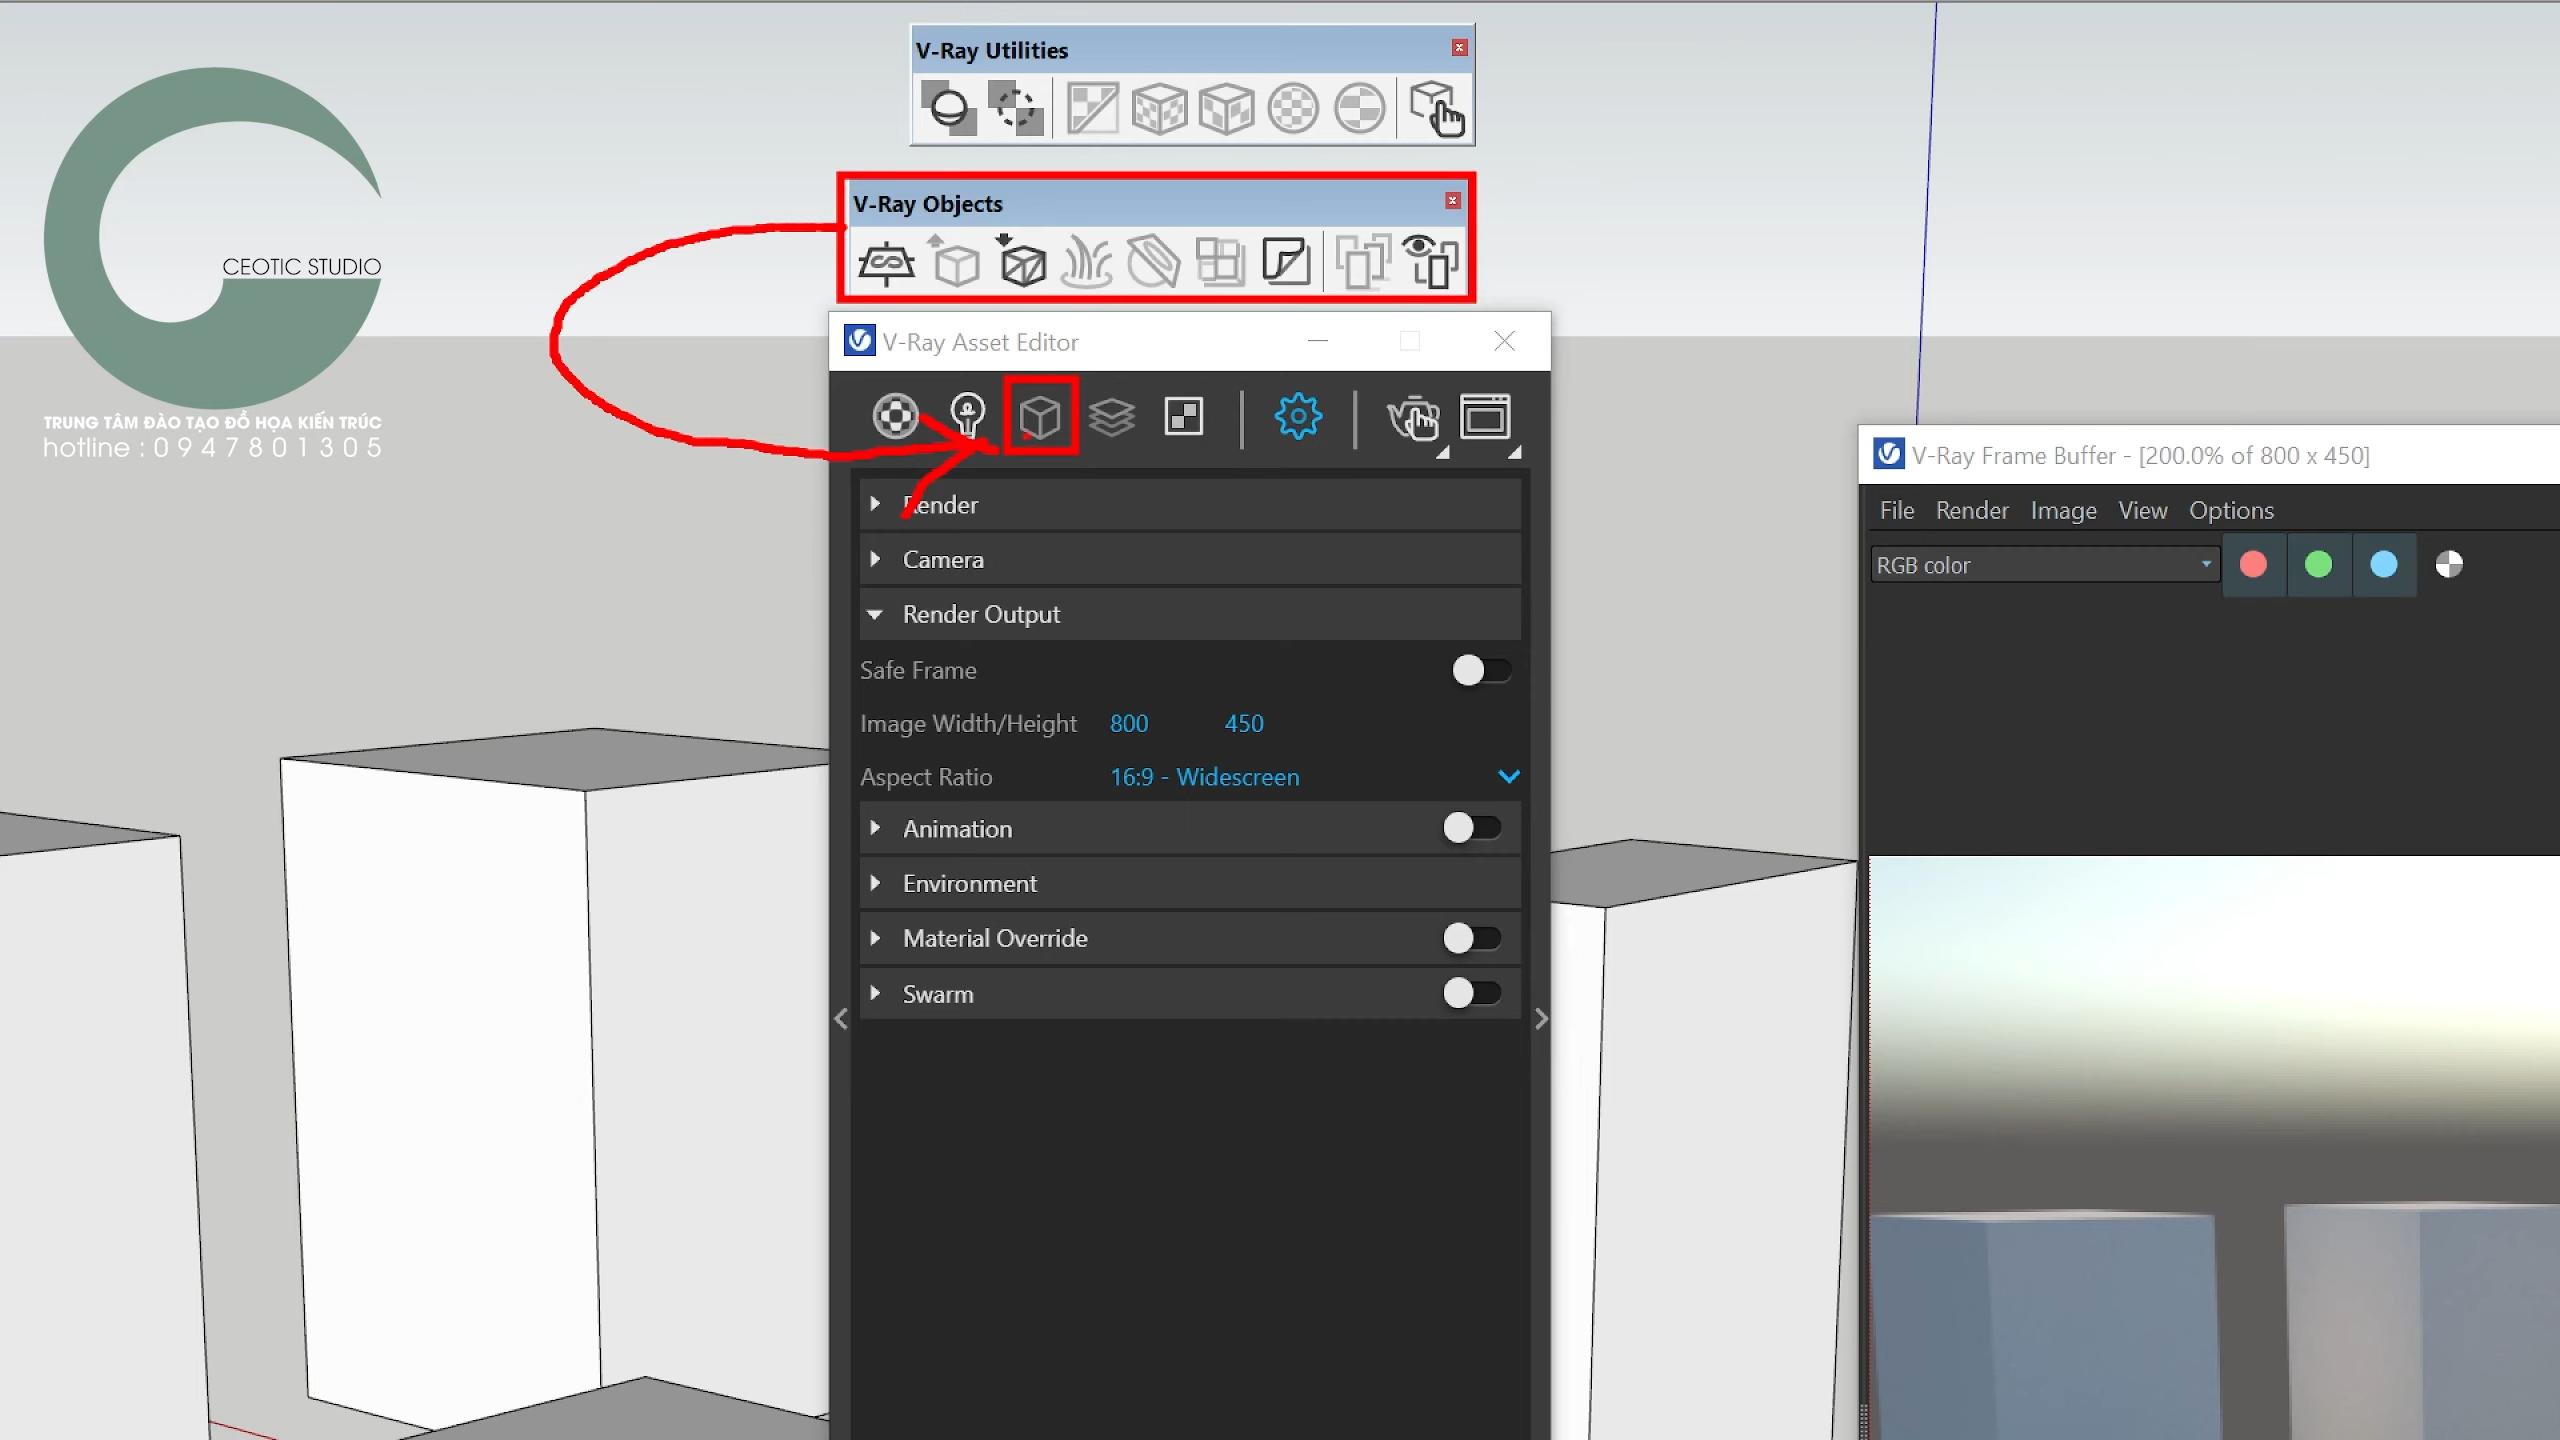 V-Ray Utilities
V-Ray Objects
CEOTIC STUDIO
TRUNG TÂM ĐÀO TẠO ĐỒ HỌA KIẾN TRÚC
hotline : 0 9 4 7 8 0 1 3 0 5
V-Ray Asset Editor
Render
Camera
Render Output
Safe Frame
Image Width/Height 800 450
Aspect Ratio 16:9 - Widescreen
Animation
Environment
Material Override
Swarm
V-Ray Frame Buffer - [200.0% of 800 x 450]
File Render Image View Options
RGB color